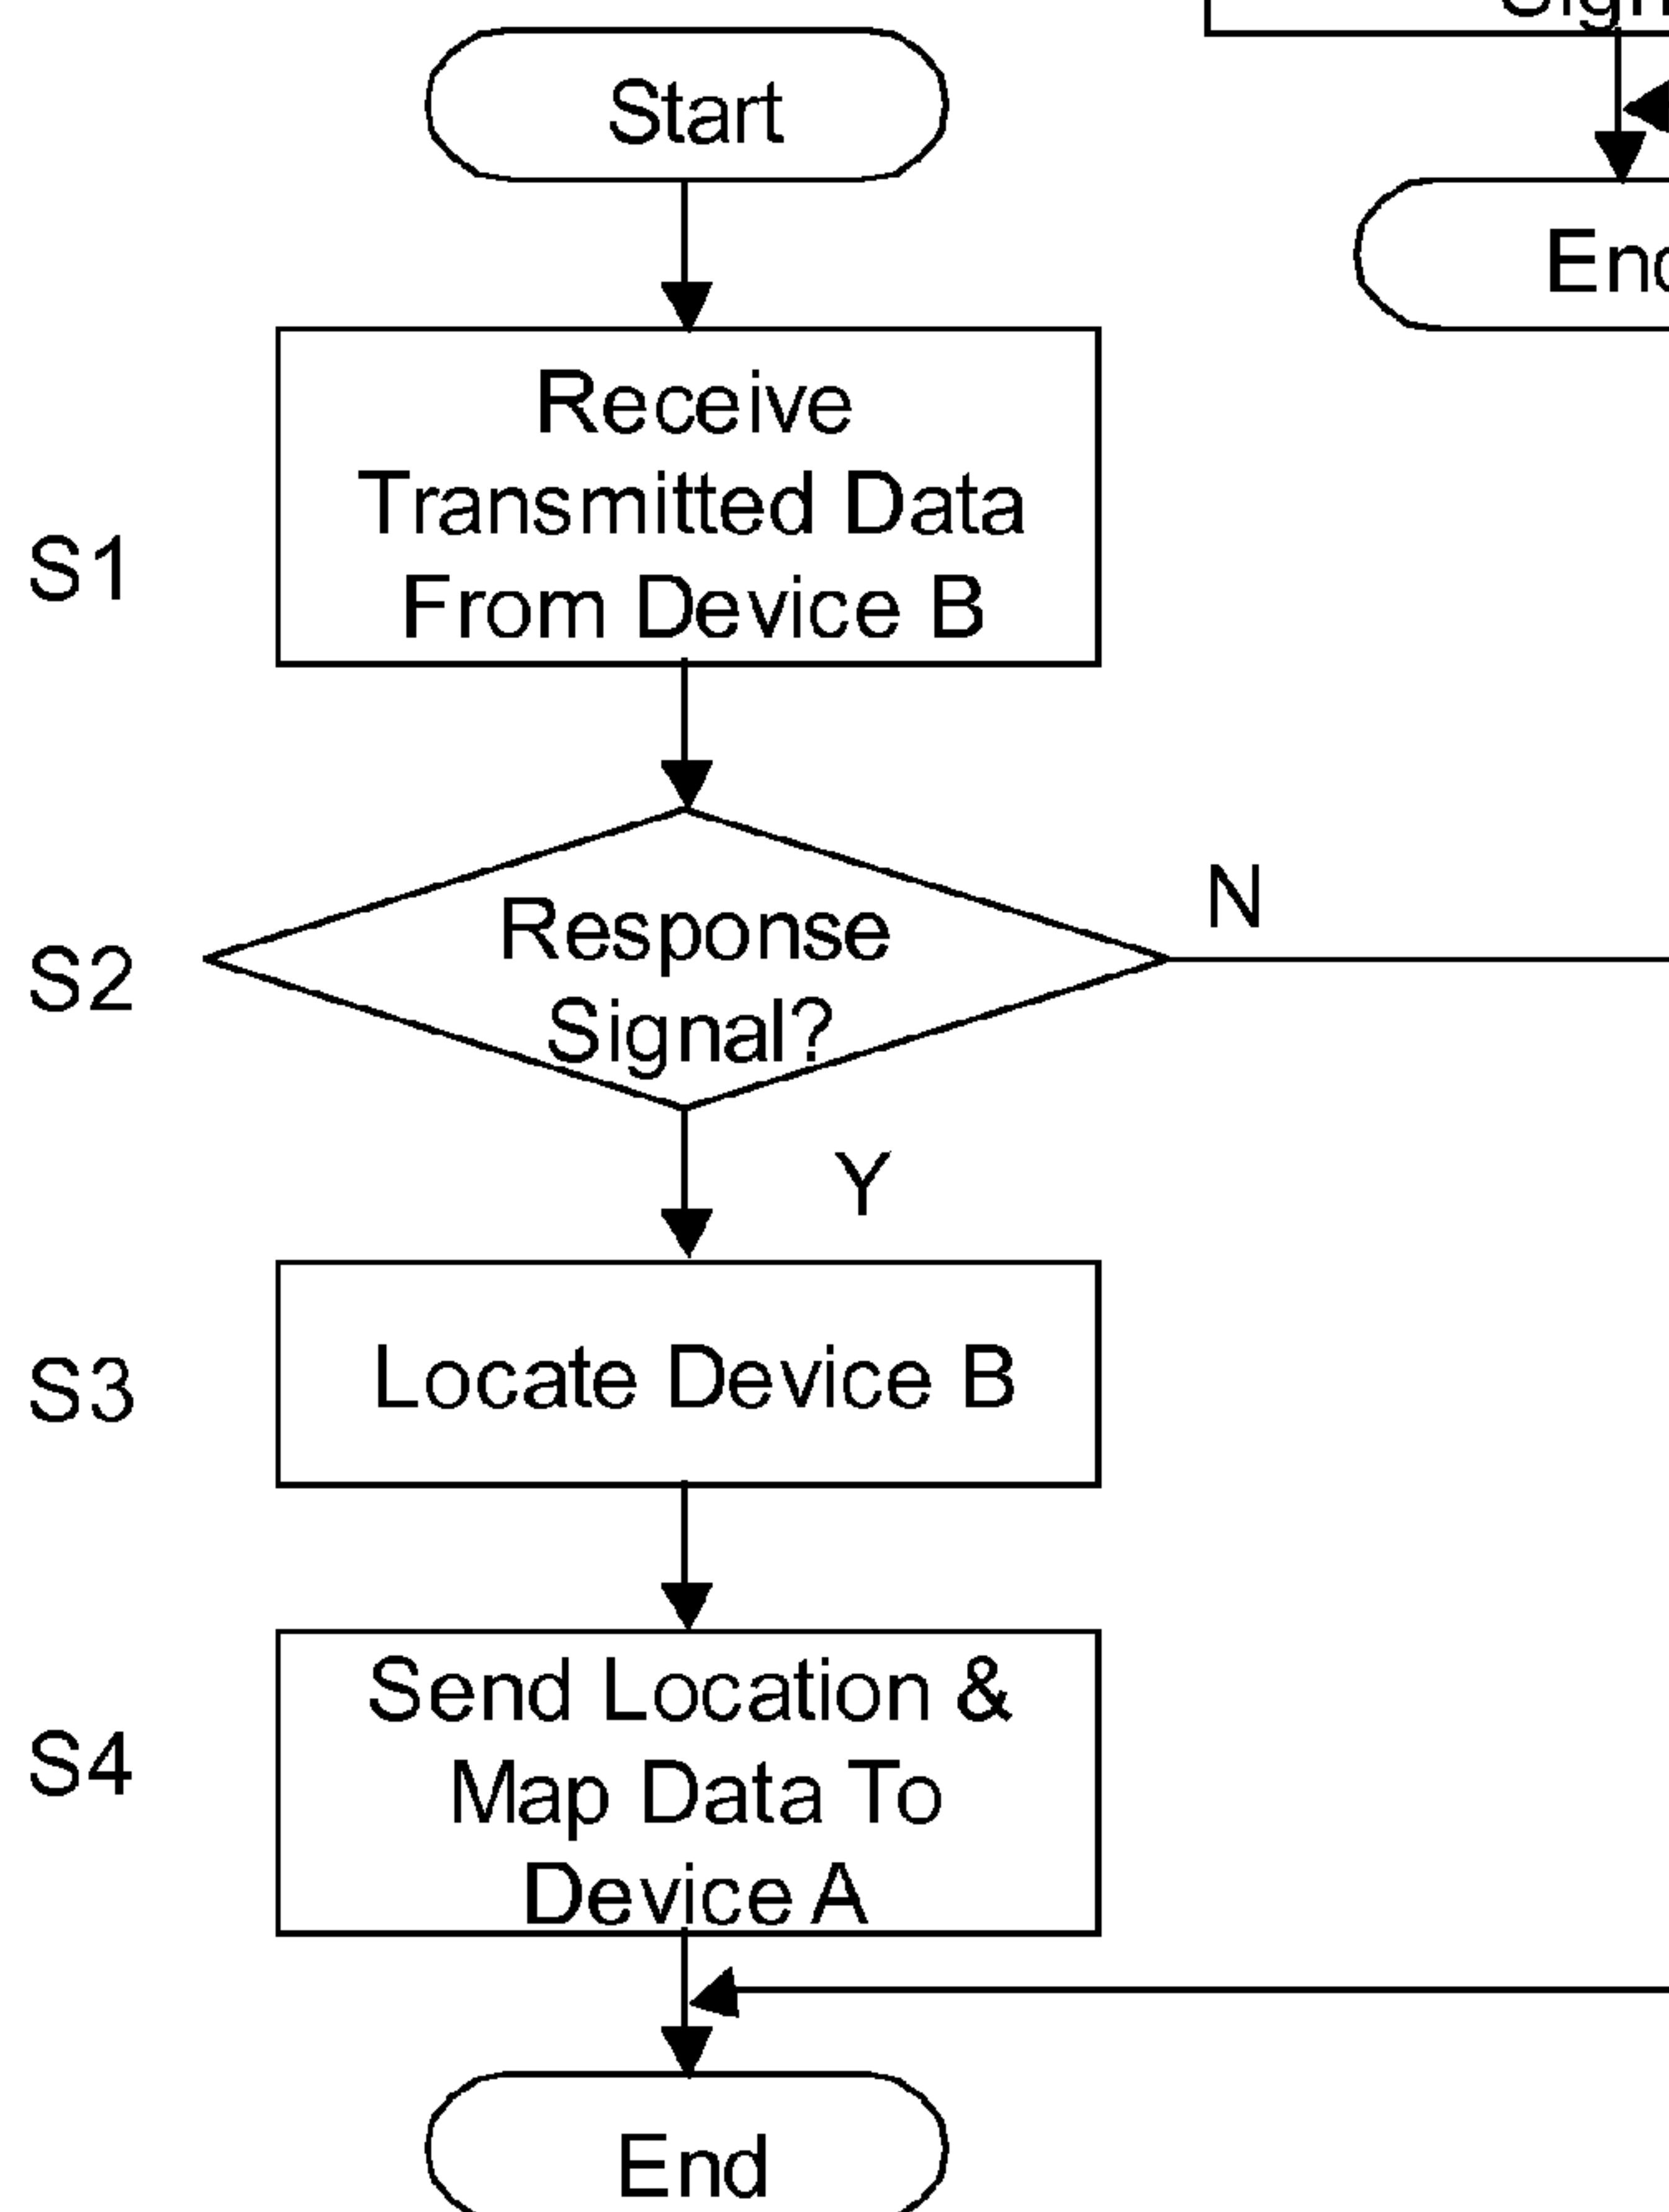 Start
Receive
Transmitted Data
From Device B
S1
Response
Signal?
S2
N
Y
Locate Device B
S3
Send Location &
Map Data To
Device A
S4
End